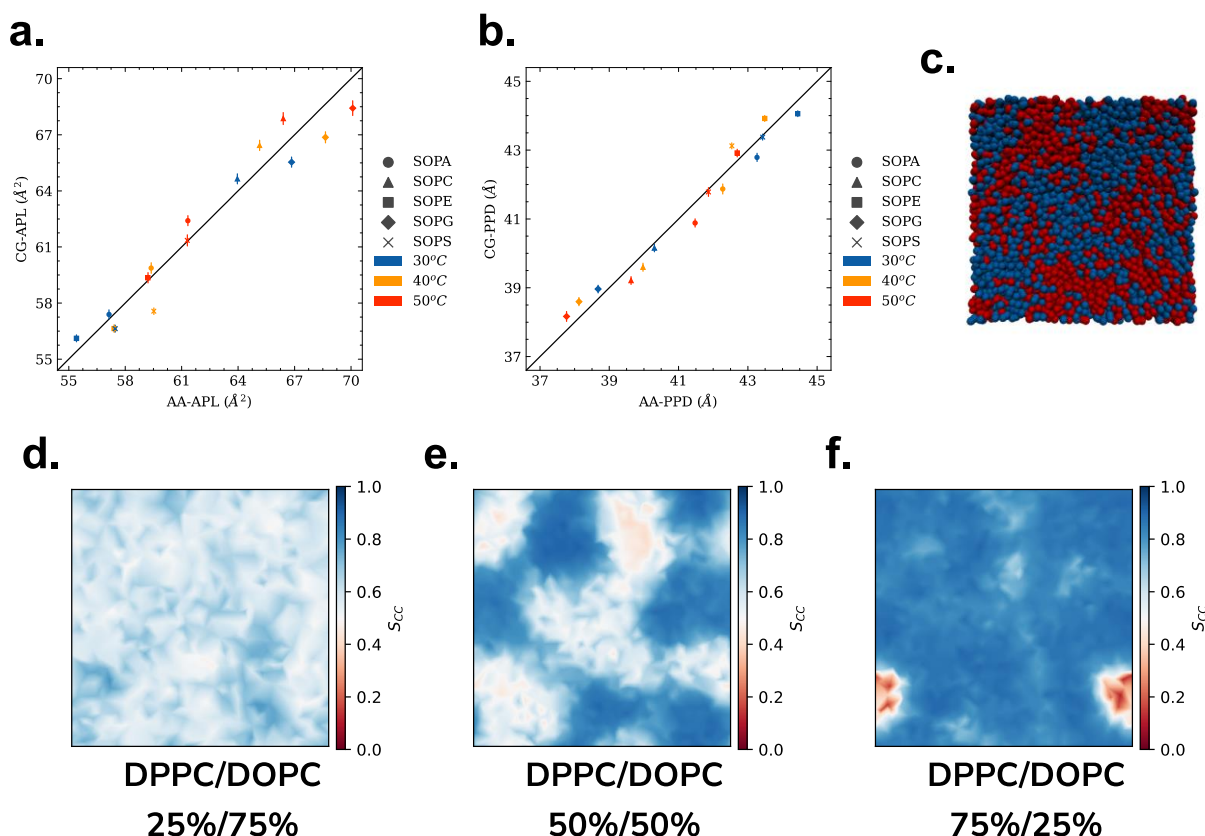 a.
70
67
64
61
58
55
CG-APL (Å²)
55
58
61
64
67
70
AA-APL (Å²)
SOPA
SOPC
SOPE
SOPG
SOPS
30°C
40°C
50°C
b.
45
43
41
39
37
CG-PPD (Å)
37
39
41
43
45
AA-PPD (Å)
SOPA
SOPC
SOPE
SOPG
SOPS
30°C
40°C
50°C
c.
d.
1.0
0.8
0.6
0.4
0.2
0.0
S_CC
DPPC/DOPC
25%/75%
e.
1.0
0.8
0.6
0.4
0.2
0.0
S_CC
DPPC/DOPC
50%/50%
f.
1.0
0.8
0.6
0.4
0.2
0.0
S_CC
DPPC/DOPC
75%/25%